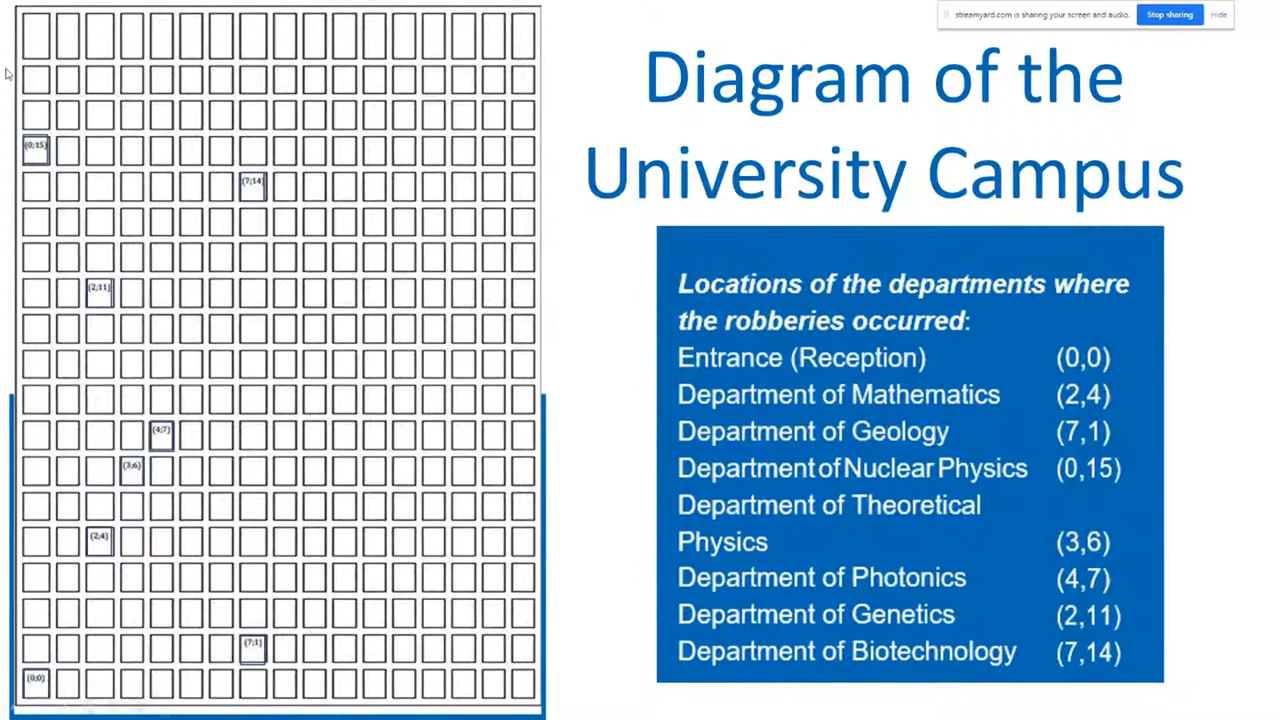 streamyard.com is sharing your screen and audio.
Stop sharing
Hide
Diagram of the
University Campus
(0;15)
(7;14)
(2;11)
(4;7)
(3;6)
(2;4)
(7;1)
(0;0)
Locations of the departments where
the robberies occurred:
Entrance (Reception) (0,0)
Department of Mathematics (2,4)
Department of Geology (7,1)
Department of Nuclear Physics (0,15)
Department of Theoretical
Physics (3,6)
Department of Photonics (4,7)
Department of Genetics (2,11)
Department of Biotechnology (7,14)